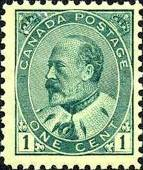 CANADA POSTAGE
1 ONE CENT 1